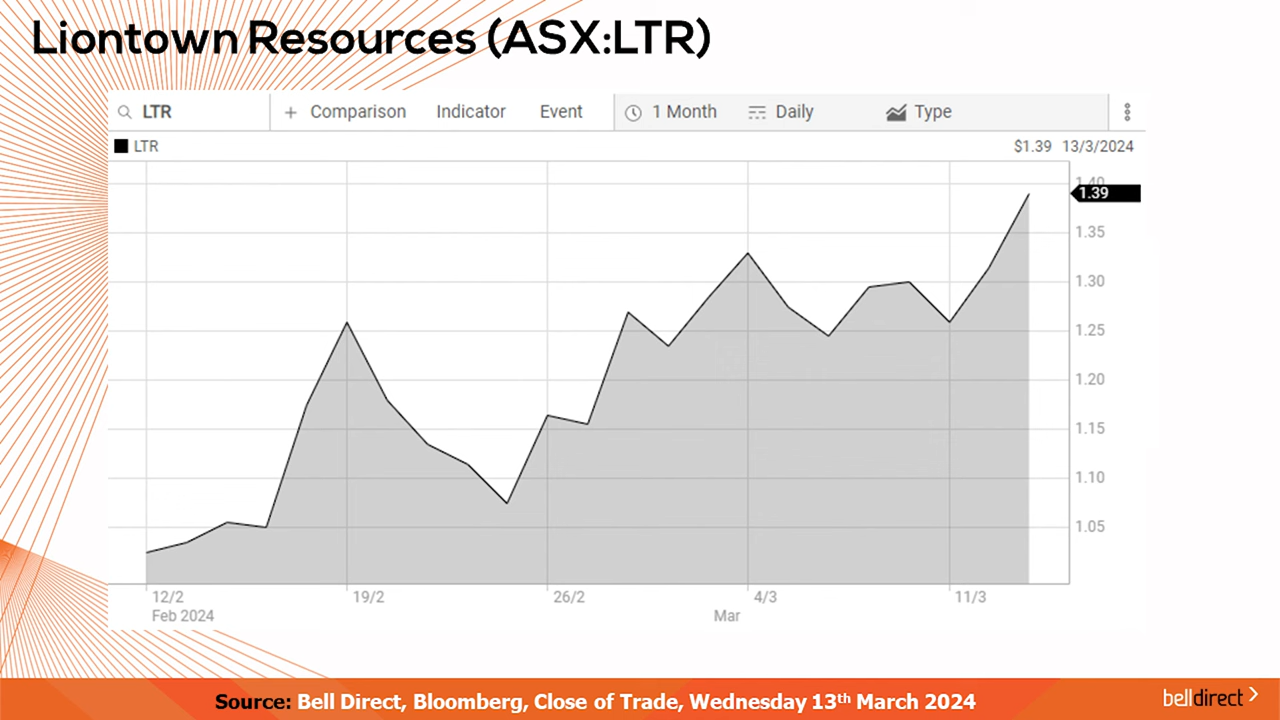 Liontown Resources (ASX:LTR)
LTR + Comparison Indicator Event 1 Month Daily Type
LTR $1.39 13/3/2024
1.40
1.39
1.35
1.30
1.25
1.20
1.15
1.10
1.05
12/2 19/2 26/2 4/3 11/3
Feb 2024 Mar
Source: Bell Direct, Bloomberg, Close of Trade, Wednesday 13th March 2024
belldirect